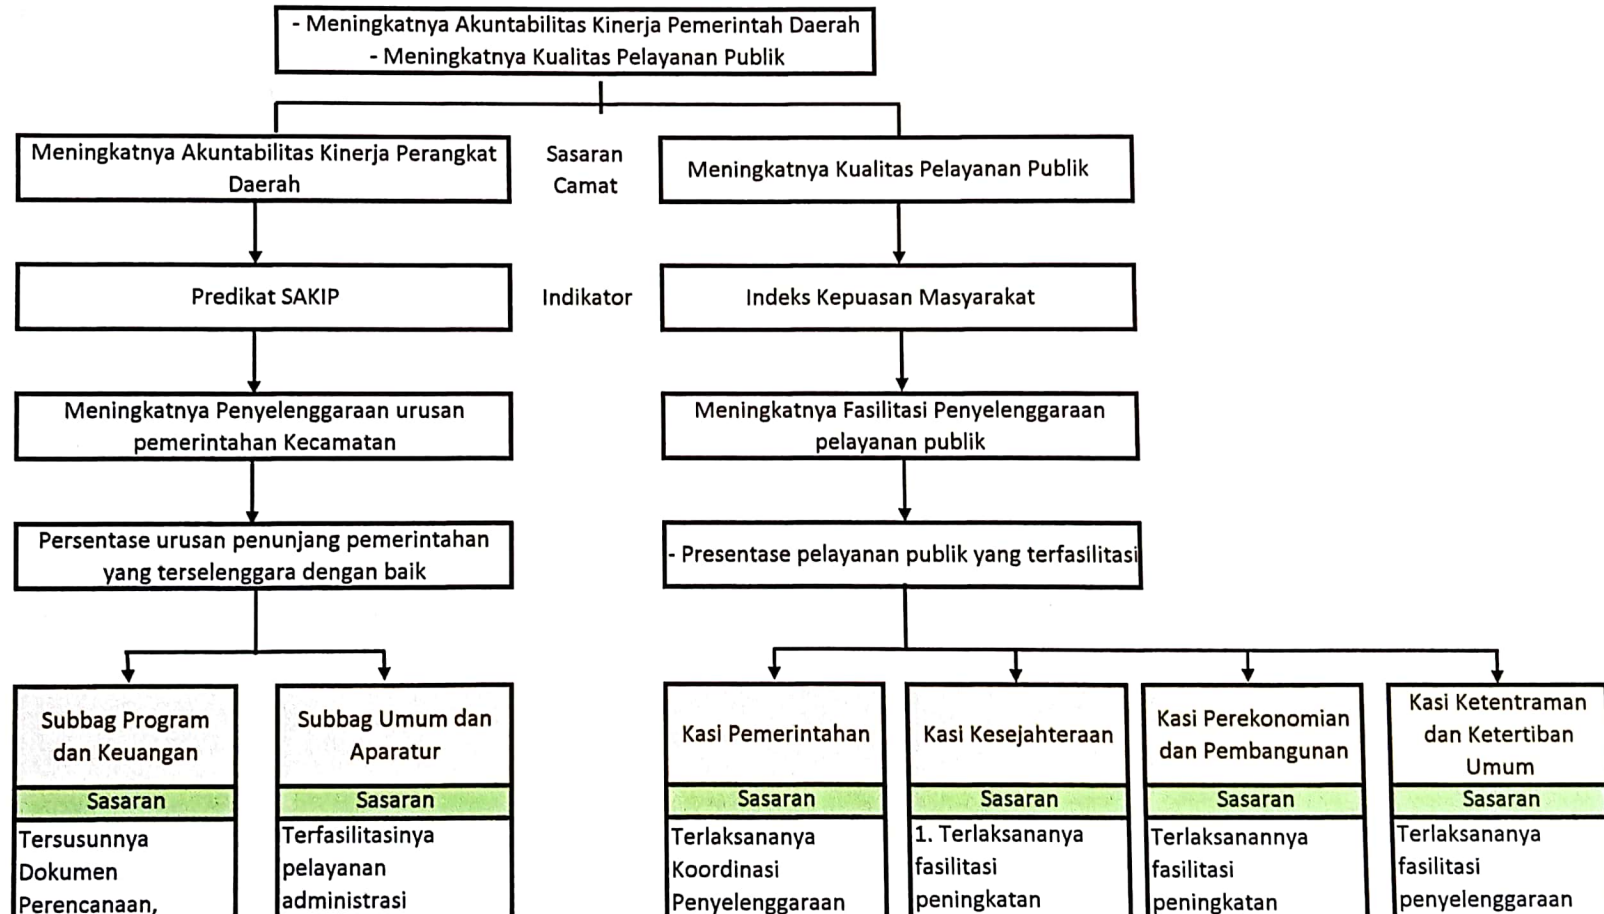 - Meningkatnya Akuntabilitas Kinerja Pemerintah Daerah
- Meningkatnya Kualitas Pelayanan Publik
Meningkatnya Akuntabilitas Kinerja Perangkat
Daerah
Sasaran
Camat
Meningkatnya Kualitas Pelayanan Publik
Predikat SAKIP
Indikator
Indeks Kepuasan Masyarakat
Meningkatnya Penyelenggaraan urusan
pemerintahan Kecamatan
Meningkatnya Fasilitasi Penyelenggaraan
pelayanan publik
Persentase urusan penunjang pemerintahan
yang terselenggara dengan baik
- Presentase pelayanan publik yang terfasilitasi
Subbag Program
dan Keuangan
Sasaran
Tersusunnya
Dokumen
Perencanaan,
Subbag Umum dan
Aparatur
Sasaran
Terfasilitasinya
pelayanan
administrasi
Kasi Pemerintahan
Sasaran
Terlaksananya
Koordinasi
Penyelenggaraan
Kasi Kesejahteraan
Sasaran
1. Terlaksananya
fasilitasi
peningkatan
Kasi Perekonomian
dan Pembangunan
Sasaran
Terlaksanannya
fasilitasi
peningkatan
Kasi Ketentraman
dan Ketertiban
Umum
Sasaran
Terlaksananya
fasilitasi
penyelenggaraan